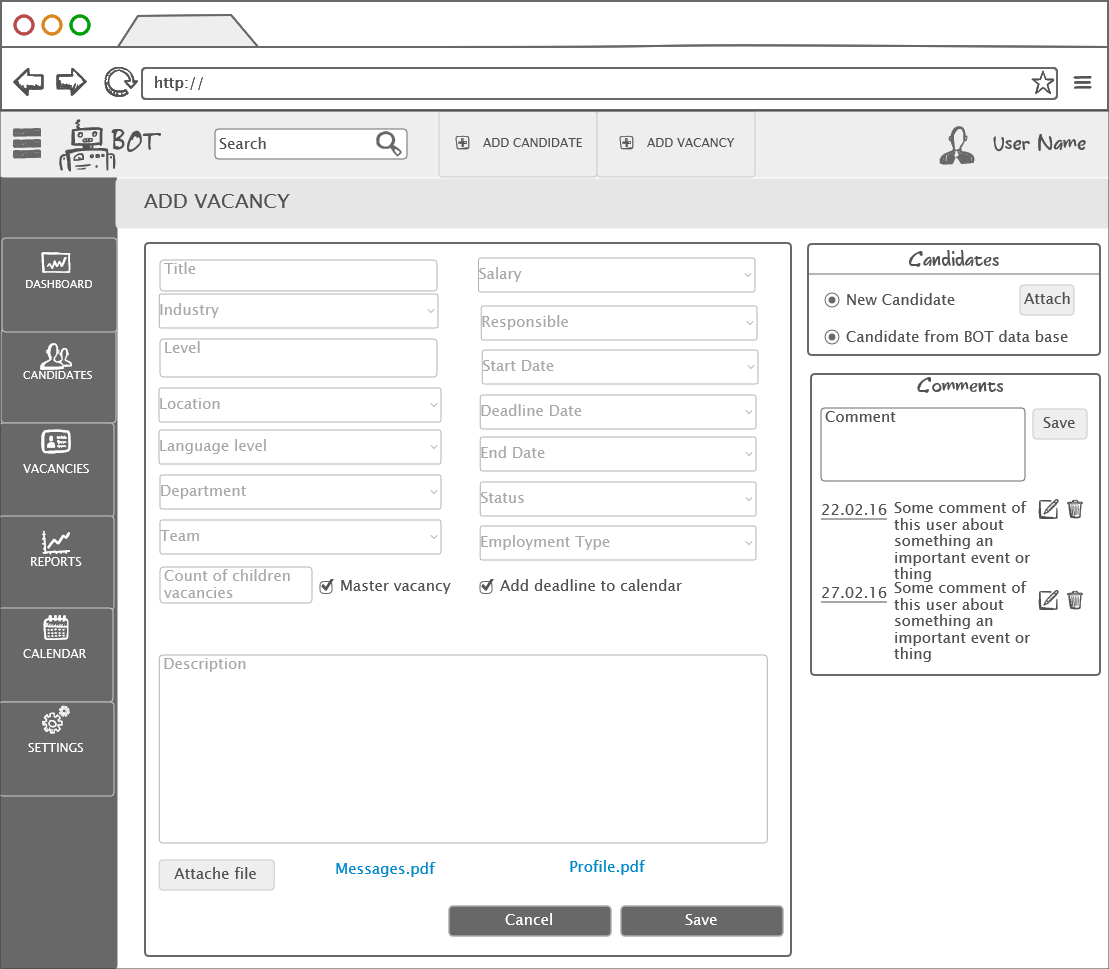 http://
BOT
Search
ADD CANDIDATE
ADD VACANCY
User Name
ADD VACANCY
DASHBOARD
CANDIDATES
VACANCIES
REPORTS
CALENDAR
SETTINGS
Title
Salary
Industry
Responsible
Level
Start Date
Location
Deadline Date
Language level
End Date
Department
Status
Team
Employment Type
Count of children
vacancies
Master vacancy
Add deadline to calendar
Description
Attache file
Messages.pdf
Profile.pdf
Cancel
Save
Candidates
New Candidate
Attach
Candidate from BOT data base
Comments
Comment
Save
22.02.16
Some comment of
this user about
something an
important event or
thing
27.02.16
Some comment of
this user about
something an
important event or
thing